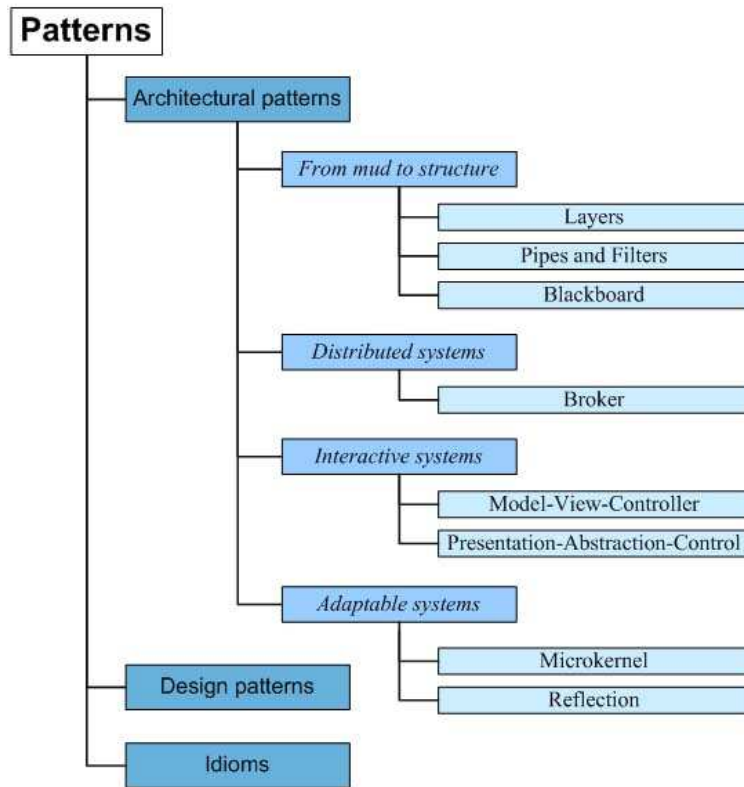 Patterns
Architectural patterns
From mud to structure
Layers
Pipes and Filters
Blackboard
Distributed systems
Broker
Interactive systems
Model-View-Controller
Presentation-Abstraction-Control
Adaptable systems
Microkernel
Reflection
Design patterns
Idioms